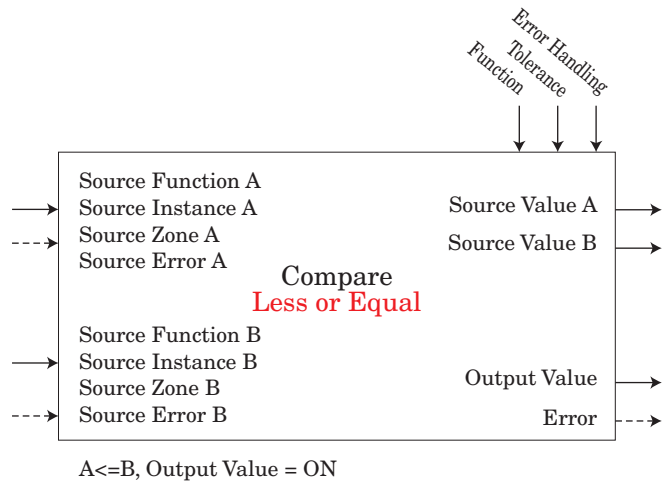 Function
Tolerance
Error Handling
Source Function A
Source Instance A
Source Zone A
Source Error A
Source Value A
Source Value B
Compare
Less or Equal
Source Function B
Source Instance B
Source Zone B
Source Error B
Output Value
Error
A<=B, Output Value = ON